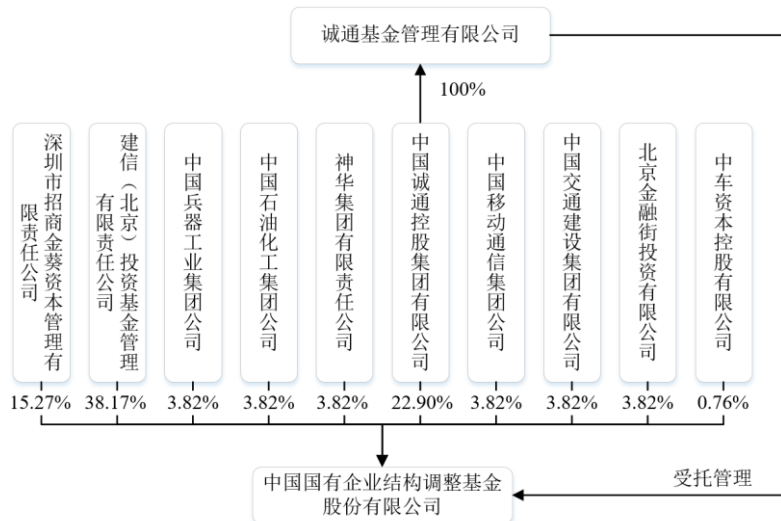 诚通基金管理有限公司
100%
深圳市招商金葵资本管理有
限责任公司
建信（北京）投资基金管理
有限责任公司
中国兵器工业集团公司
中国石油化工集团公司
神华集团有限责任公司
中国诚通控股集团有限公司
中国移动通信集团公司
中国交通建设集团有限公司
北京金融街投资有限公司
中车资本控股有限公司
15.27%
38.17%
3.82%
3.82%
3.82%
22.90%
3.82%
3.82%
3.82%
0.76%
中国国有企业结构调整基金
股份有限公司
受托管理